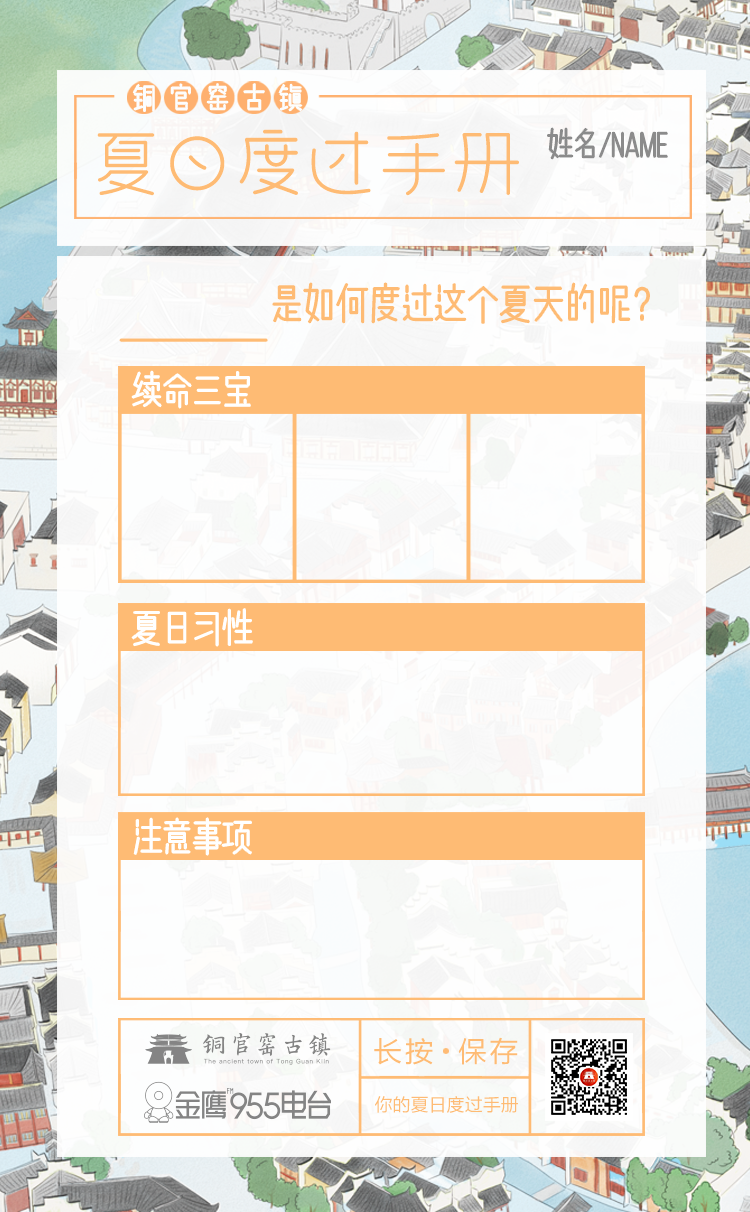 铜官窑古镇
夏日度过手册
姓名/NAME
是如何度过这个夏天的呢?
续命三宝
夏日习性
注意事项
铜官窑古镇
The ancient town of Tong Guan Kiln
金鹰FM955电台
长按·保存
你的夏日度过手册